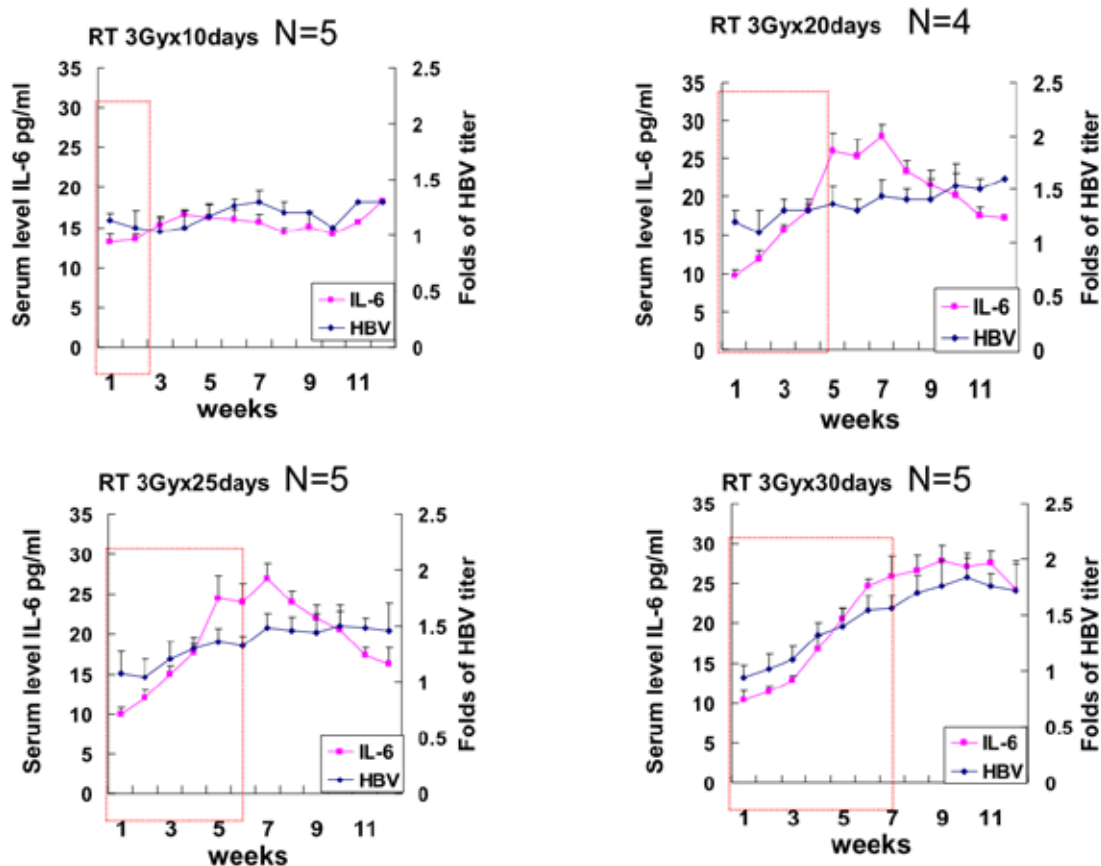 RT 3Gyx10days N=5
Serum level IL-6 pg/ml
35
30
25
20
15
10
5
0
2.5
2
1.5
1
0.5
0
Folds of HBV titer
IL-6
HBV
1 3 5 7 9 11
weeks
RT 3Gyx20days N=4
Serum level IL-6 pg/ml
35
30
25
20
15
10
5
0
2.5
2
1.5
1
0.5
0
Folds of HBV titer
IL-6
HBV
1 3 5 7 9 11
weeks
RT 3Gyx25days N=5
Serum level IL-6 pg/ml
35
30
25
20
15
10
5
0
2.5
2
1.5
1
0.5
0
Folds of HBV titer
IL-6
HBV
1 3 5 7 9 11
weeks
RT 3Gyx30days N=5
Serum level IL-6 pg/ml
35
30
25
20
15
10
5
0
2.5
2
1.5
1
0.5
0
Folds of HBV titer
IL-6
HBV
1 3 5 7 9 11
weeks